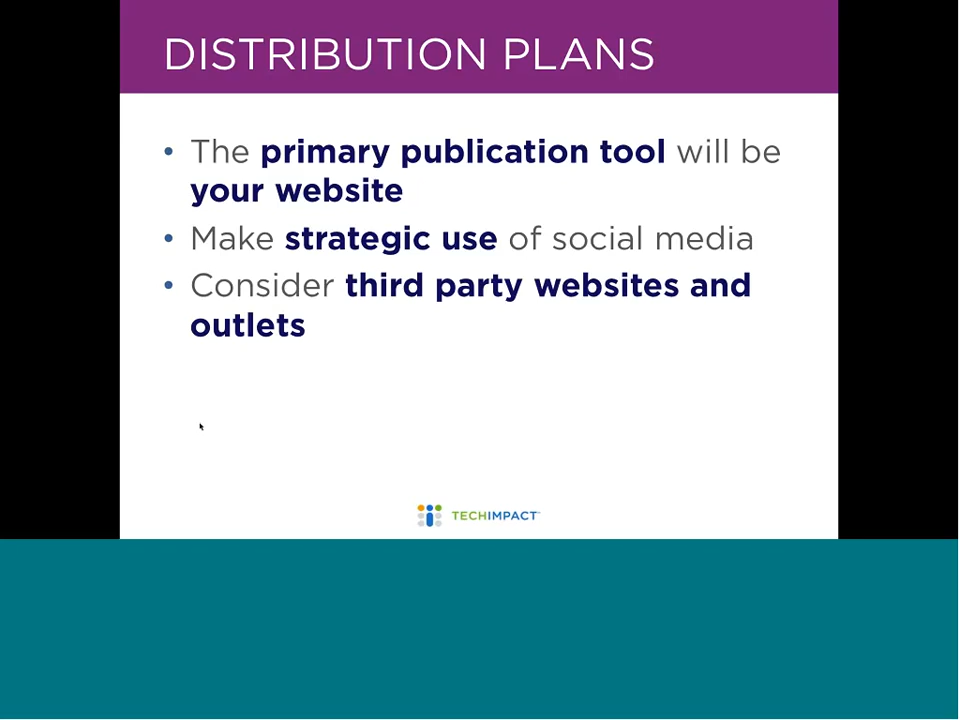 DISTRIBUTION PLANS
• The primary publication tool will be
your website
• Make strategic use of social media
• Consider third party websites and
outlets
TECHIMPACT™